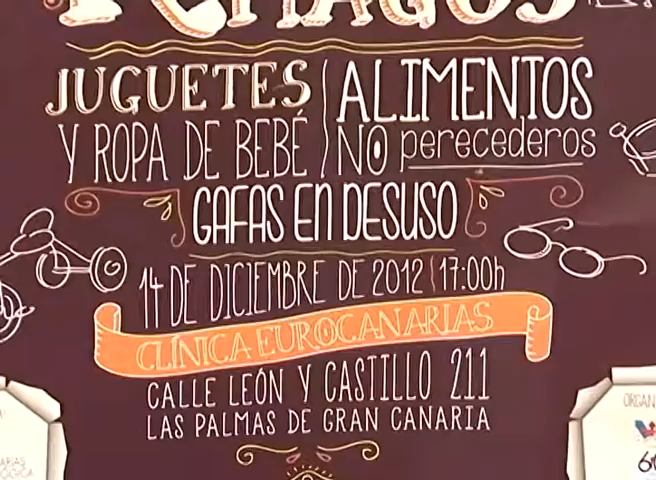 JUGUETES
Y ROPA DE BEBÉ
ALIMENTOS
NO perecederos
GAFAS EN DESUSO
14 DE DICIEMBRE DE 2012 | 17:00h
CLÍNICA EUROCANARIAS
CALLE LEÓN Y CASTILLO 211
LAS PALMAS DE GRAN CANARIA